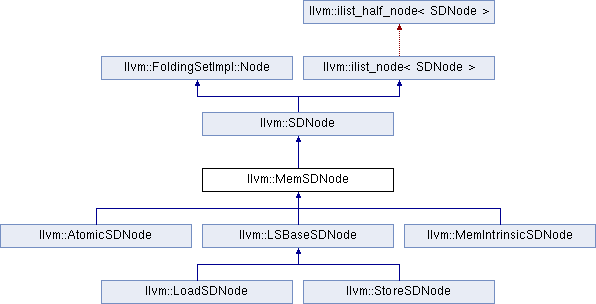 llvm::ilist_half_node< SDNode >
llvm::FoldingSetImpl::Node
llvm::ilist_node< SDNode >
llvm::SDNode
llvm::MemSDNode
llvm::AtomicSDNode
llvm::LSBaseSDNode
llvm::MemIntrinsicSDNode
llvm::LoadSDNode
llvm::StoreSDNode